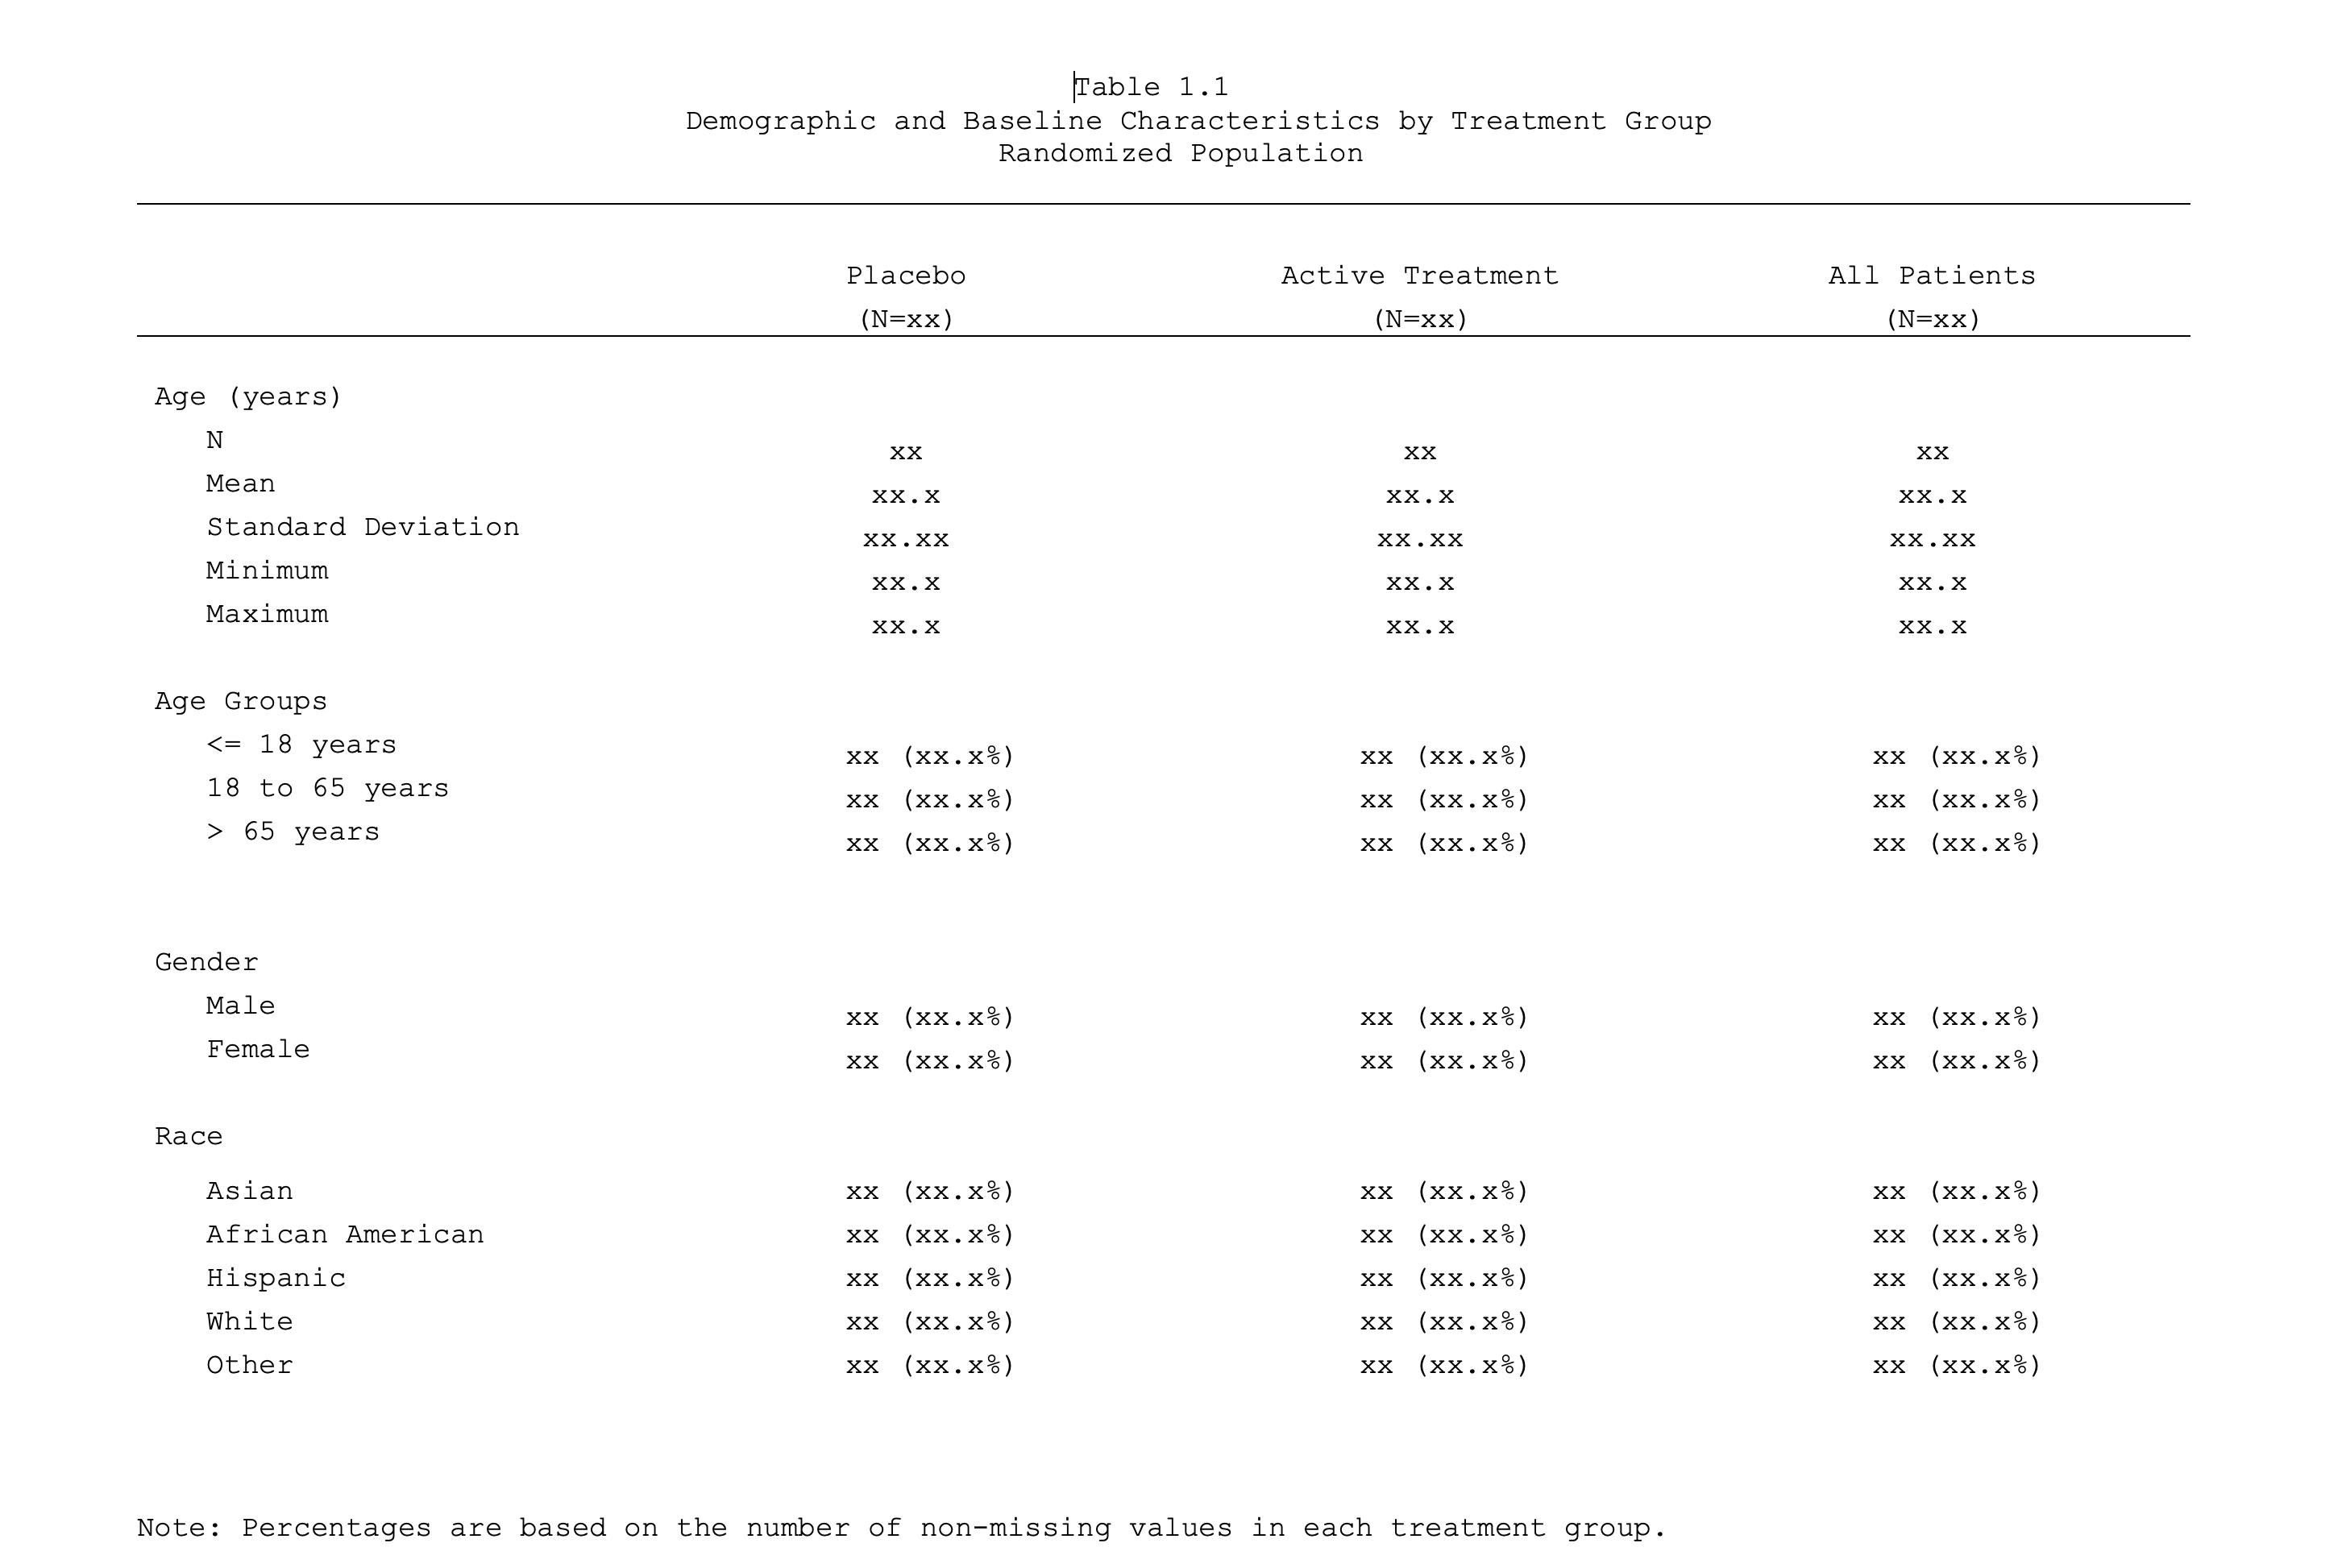 Table 1.1
Demographic and Baseline Characteristics by Treatment Group
Randomized Population
Placebo Active Treatment All Patients
(N=xx) (N=xx) (N=xx)
Age (years)
N xx xx xx
Mean xx.x xx.x xx.x
Standard Deviation xx.xx xx.xx xx.xx
Minimum xx.x xx.x xx.x
Maximum xx.x xx.x xx.x
Age Groups
<= 18 years xx (xx.x%) xx (xx.x%) xx (xx.x%)
18 to 65 years xx (xx.x%) xx (xx.x%) xx (xx.x%)
> 65 years xx (xx.x%) xx (xx.x%) xx (xx.x%)
Gender
Male xx (xx.x%) xx (xx.x%) xx (xx.x%)
Female xx (xx.x%) xx (xx.x%) xx (xx.x%)
Race
Asian xx (xx.x%) xx (xx.x%) xx (xx.x%)
African American xx (xx.x%) xx (xx.x%) xx (xx.x%)
Hispanic xx (xx.x%) xx (xx.x%) xx (xx.x%)
White xx (xx.x%) xx (xx.x%) xx (xx.x%)
Other xx (xx.x%) xx (xx.x%) xx (xx.x%)
Note: Percentages are based on the number of non-missing values in each treatment group.